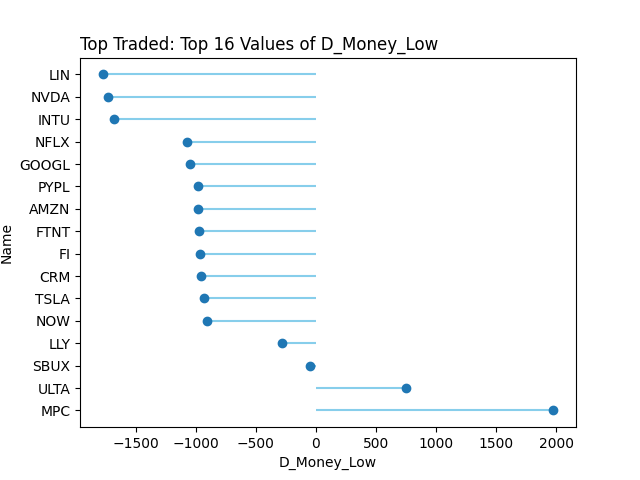 Top Traded: Top 16 Values of D_Money_Low
LIN
NVDA
INTU
NFLX
GOOGL
PYPL
AMZN
FTNT
FI
CRM
TSLA
NOW
LLY
SBUX
ULTA
MPC
Name
−1500 −1000 −500 0 500 1000 1500 2000
D_Money_Low